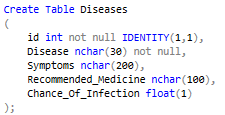 Create Table Diseases
(
id int not null IDENTITY(1,1),
Disease nchar(30) not null,
Symptoms nchar(200),
Recommended_Medicine nchar(100),
Chance_Of_Infection float(1)
);